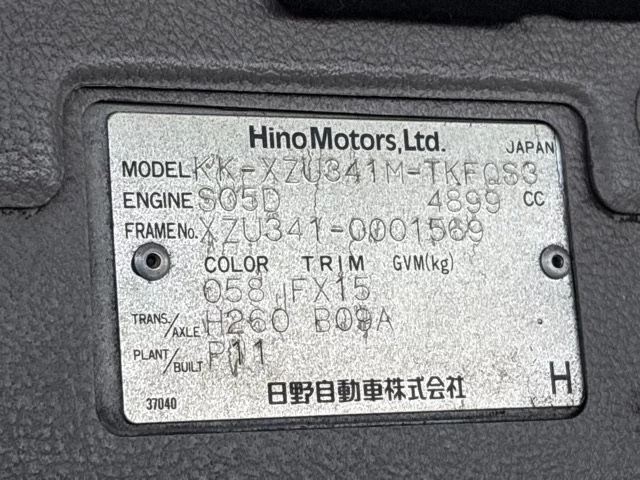 Hino Motors, Ltd. JAPAN
MODEL KK-XZU341M-TKFQS3
ENGINE S05D 4899 CC
FRAME No. XZU341-0001569
COLOR TRIM GVM(kg)
058 FX15
TRANS/AXLE H260 B09A
PLANT/BUILT P11
37040 日野自動車株式会社 H